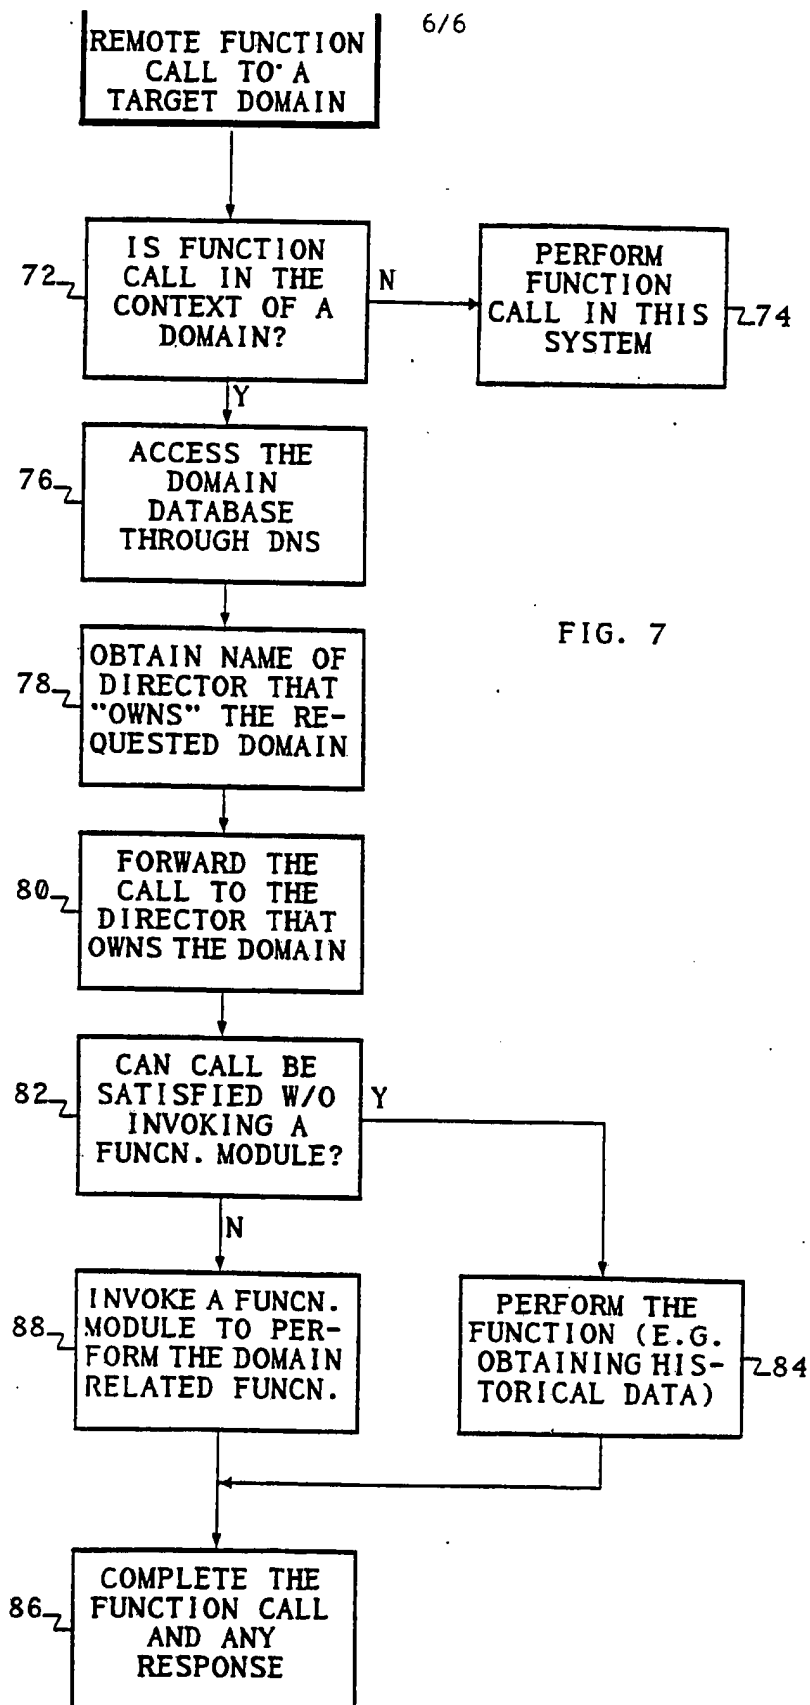 6/6
REMOTE FUNCTION
CALL TO A
TARGET DOMAIN
72
IS FUNCTION
CALL IN THE
CONTEXT OF A
DOMAIN?
N
PERFORM
FUNCTION
CALL IN THIS
SYSTEM
74
Y
76
ACCESS THE
DOMAIN
DATABASE
THROUGH DNS
FIG. 7
78
OBTAIN NAME OF
DIRECTOR THAT
"OWNS" THE RE-
QUESTED DOMAIN
80
FORWARD THE
CALL TO THE
DIRECTOR THAT
OWNS THE DOMAIN
82
CAN CALL BE
SATISFIED W/O
INVOKING A
FUNCN. MODULE?
Y
N
88
INVOKE A FUNCN.
MODULE TO PER-
FORM THE DOMAIN
RELATED FUNCN.
PERFORM THE
FUNCTION (E.G.
OBTAINING HIS-
TORICAL DATA)
84
86
COMPLETE THE
FUNCTION CALL
AND ANY
RESPONSE